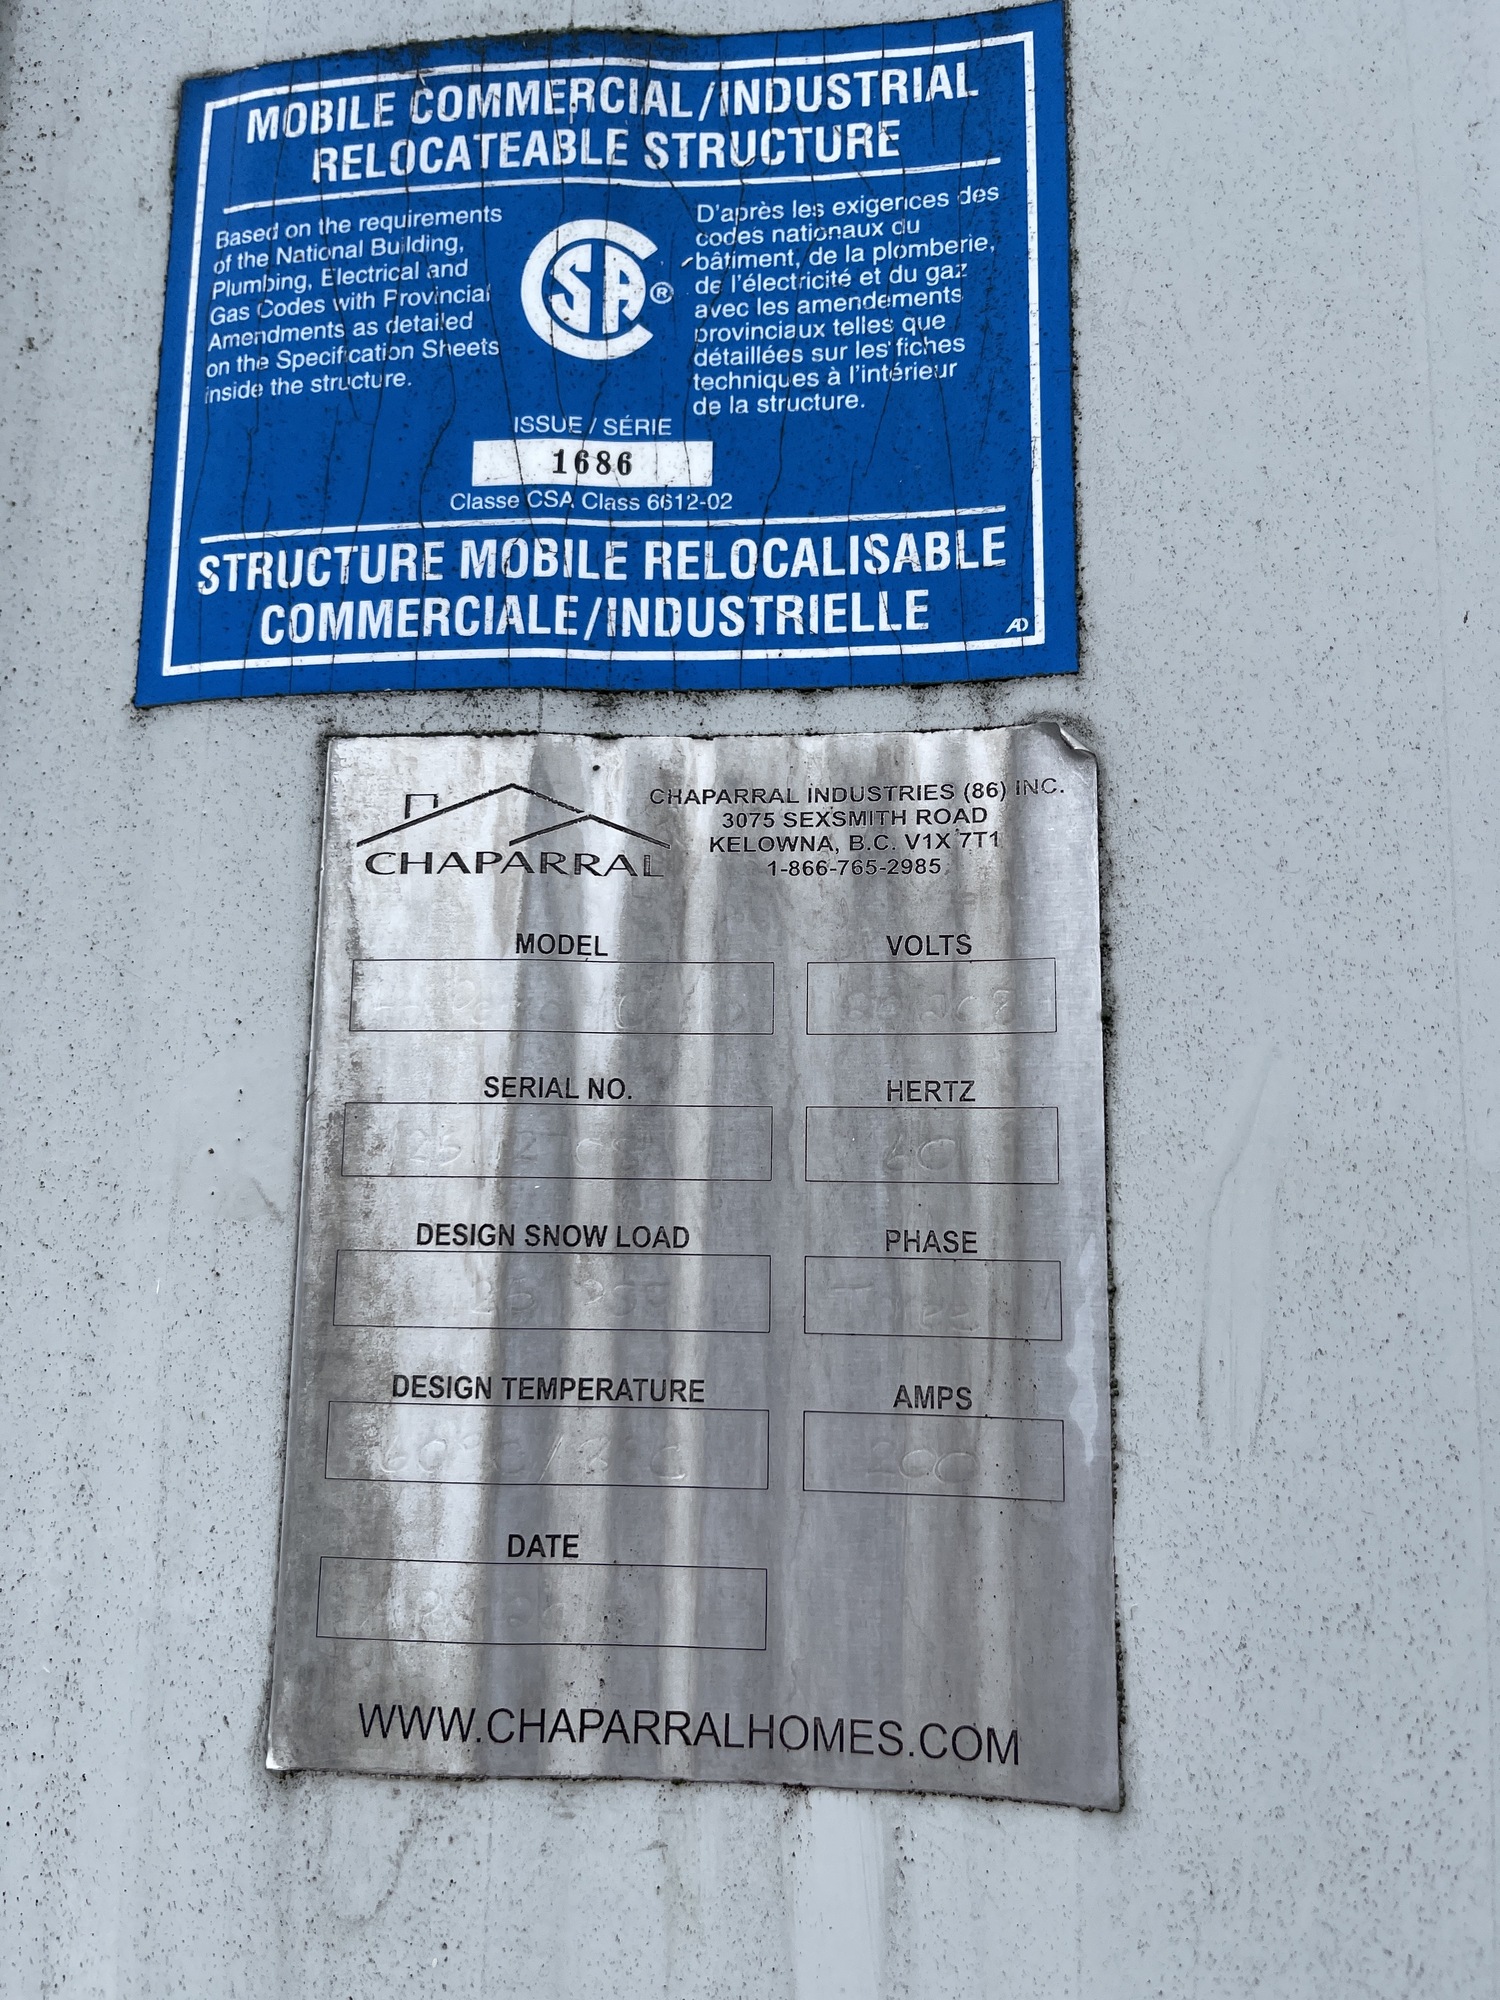 MOBILE COMMERCIAL/INDUSTRIAL
RELOCATEABLE STRUCTURE
Based on the requirements
of the National Building,
Plumbing, Electrical and
Gas Codes with Provincial
Amendments as detailed
on the Specification Sheets
inside the structure.
CSA ®
D'après les exigences des
codes nationaux du
bâtiment, de la plomberie,
de l'électricité et du gaz
avec les amendements
provinciaux telles que
détaillées sur les fiches
techniques à l'intérieur
de la structure.
ISSUE / SÉRIE
1686
Classe CSA Class 6612-02
STRUCTURE MOBILE RELOCALISABLE
COMMERCIALE/INDUSTRIELLE
AD
CHAPARRAL
CHAPARRAL INDUSTRIES (86) INC.
3075 SEXSMITH ROAD
KELOWNA, B.C. V1X 7T1
1-866-765-2985
MODEL
VOLTS
SERIAL NO.
HERTZ
60
DESIGN SNOW LOAD
PHASE
DESIGN TEMPERATURE
AMPS
200
DATE
WWW.CHAPARRALHOMES.COM